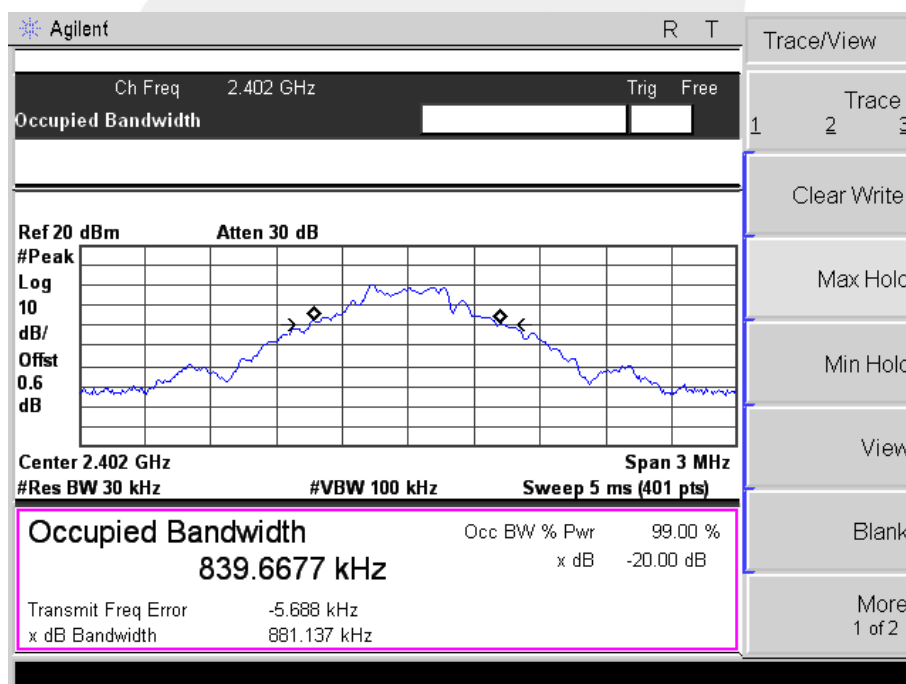 Agilent
R T
Ch Freq 2.402 GHz
Trig Free
Occupied Bandwidth
Ref 20 dBm
Atten 30 dB
#Peak
Log
10
dB/
Offst
0.6
dB
Center 2.402 GHz
Span 3 MHz
#Res BW 30 kHz
#VBW 100 kHz
Sweep 5 ms (401 pts)
Occupied Bandwidth
839.6677 kHz
Occ BW % Pwr 99.00 %
x dB -20.00 dB
Transmit Freq Error -5.688 kHz
x dB Bandwidth 881.137 kHz
Trace/View
Trace
1 2 3
Clear Write
Max Hold
Min Hold
View
Blank
More
1 of 2